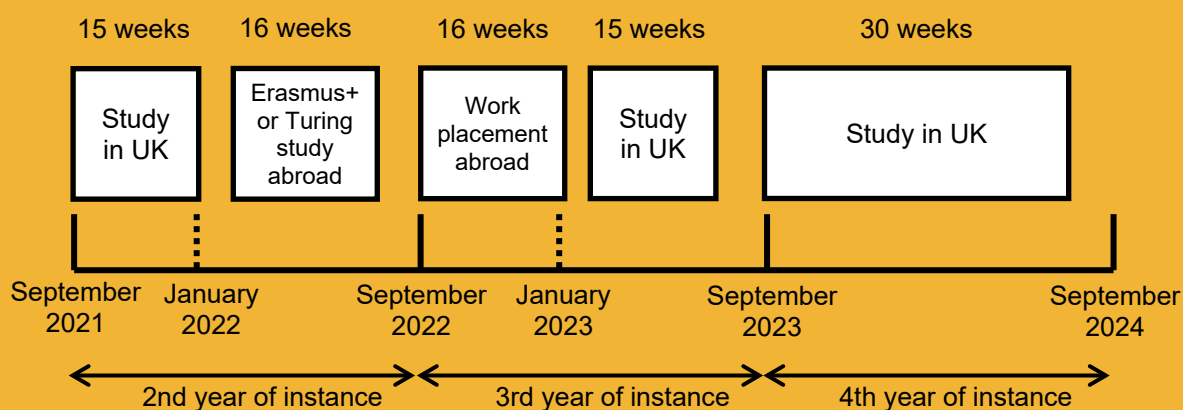 15 weeks
16 weeks
16 weeks
15 weeks
30 weeks
Study
in UK
Erasmus+
or Turing
study
abroad
Work
placement
abroad
Study
in UK
Study in UK
September
2021
January
2022
September
2022
January
2023
September
2023
September
2024
2nd year of instance
3rd year of instance
4th year of instance